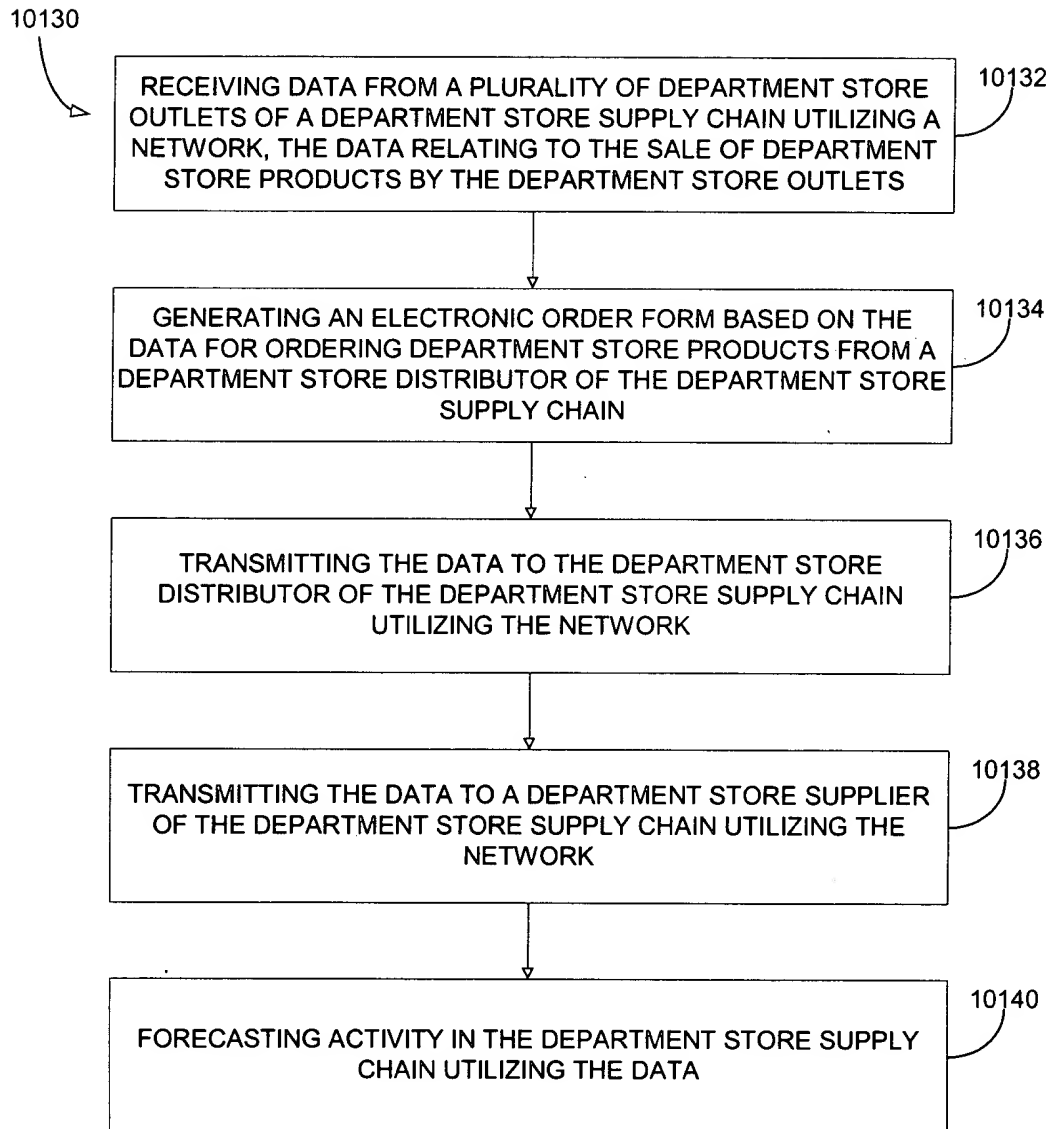 10130
RECEIVING DATA FROM A PLURALITY OF DEPARTMENT STORE
OUTLETS OF A DEPARTMENT STORE SUPPLY CHAIN UTILIZING A
NETWORK, THE DATA RELATING TO THE SALE OF DEPARTMENT
STORE PRODUCTS BY THE DEPARTMENT STORE OUTLETS
10132
GENERATING AN ELECTRONIC ORDER FORM BASED ON THE
DATA FOR ORDERING DEPARTMENT STORE PRODUCTS FROM A
DEPARTMENT STORE DISTRIBUTOR OF THE DEPARTMENT STORE
SUPPLY CHAIN
10134
TRANSMITTING THE DATA TO THE DEPARTMENT STORE
DISTRIBUTOR OF THE DEPARTMENT STORE SUPPLY CHAIN
UTILIZING THE NETWORK
10136
TRANSMITTING THE DATA TO A DEPARTMENT STORE SUPPLIER
OF THE DEPARTMENT STORE SUPPLY CHAIN UTILIZING THE
NETWORK
10138
FORECASTING ACTIVITY IN THE DEPARTMENT STORE SUPPLY
CHAIN UTILIZING THE DATA
10140